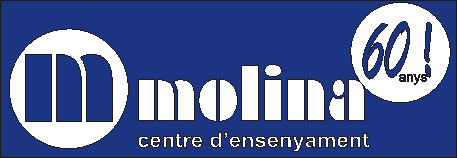 m molina
60 !
anys
centre d'ensenyament